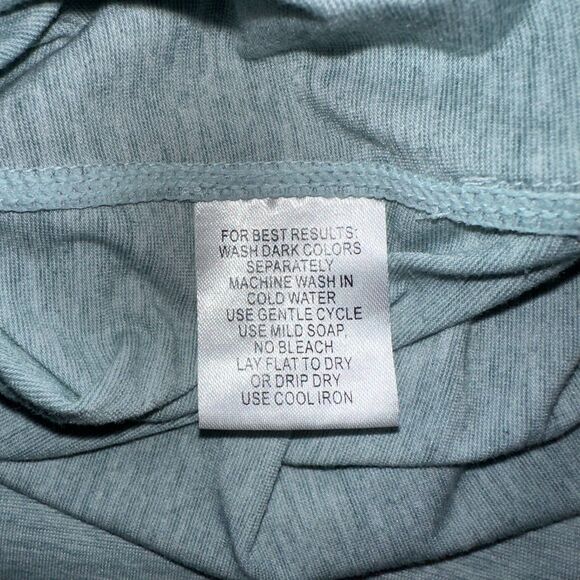 FOR BEST RESULTS:
WASH DARK COLORS
SEPARATELY
MACHINE WASH IN
COLD WATER
USE GENTLE CYCLE
USE MILD SOAP,
NO BLEACH
LAY FLAT TO DRY
OR DRIP DRY
USE COOL IRON